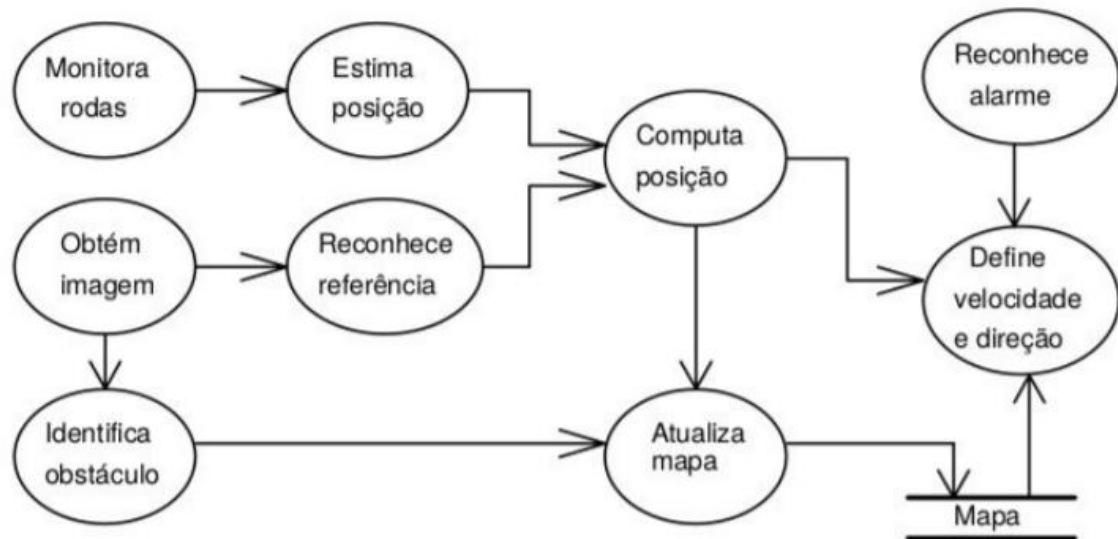 Monitora
rodas
Estima
posição
Computa
posição
Reconhece
alarme
Obtém
imagem
Reconhece
referência
Define
velocidade
e direção
Identifica
obstáculo
Atualiza
mapa
Mapa